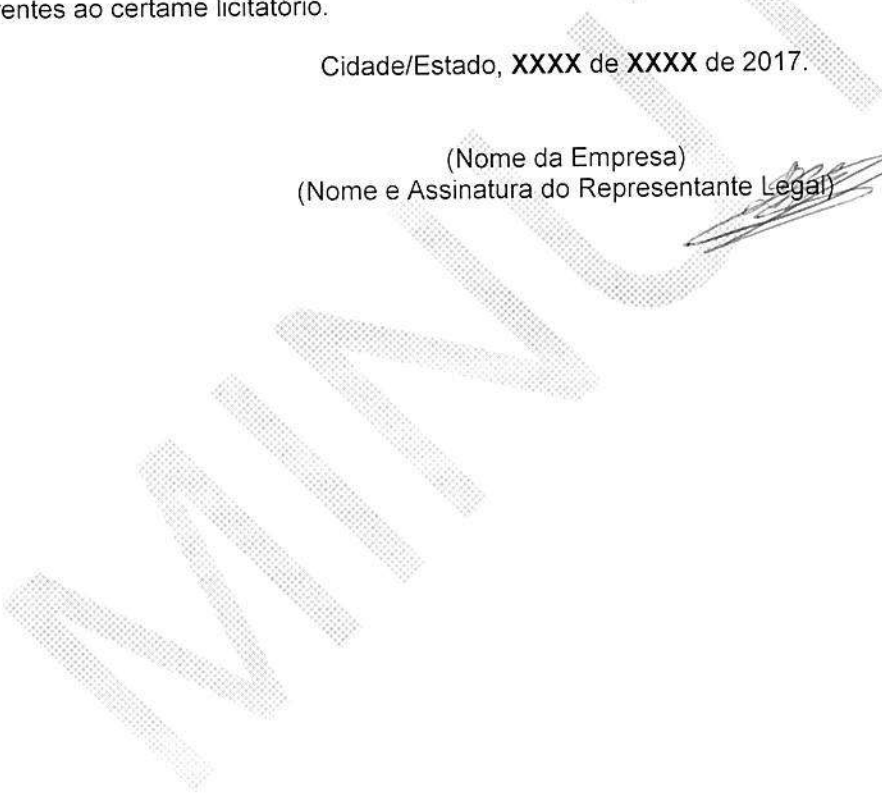 rentes ao certame licitatório.
Cidade/Estado, XXXX de XXXX de 2017.
(Nome da Empresa)
(Nome e Assinatura do Representante Legal)
MINUT